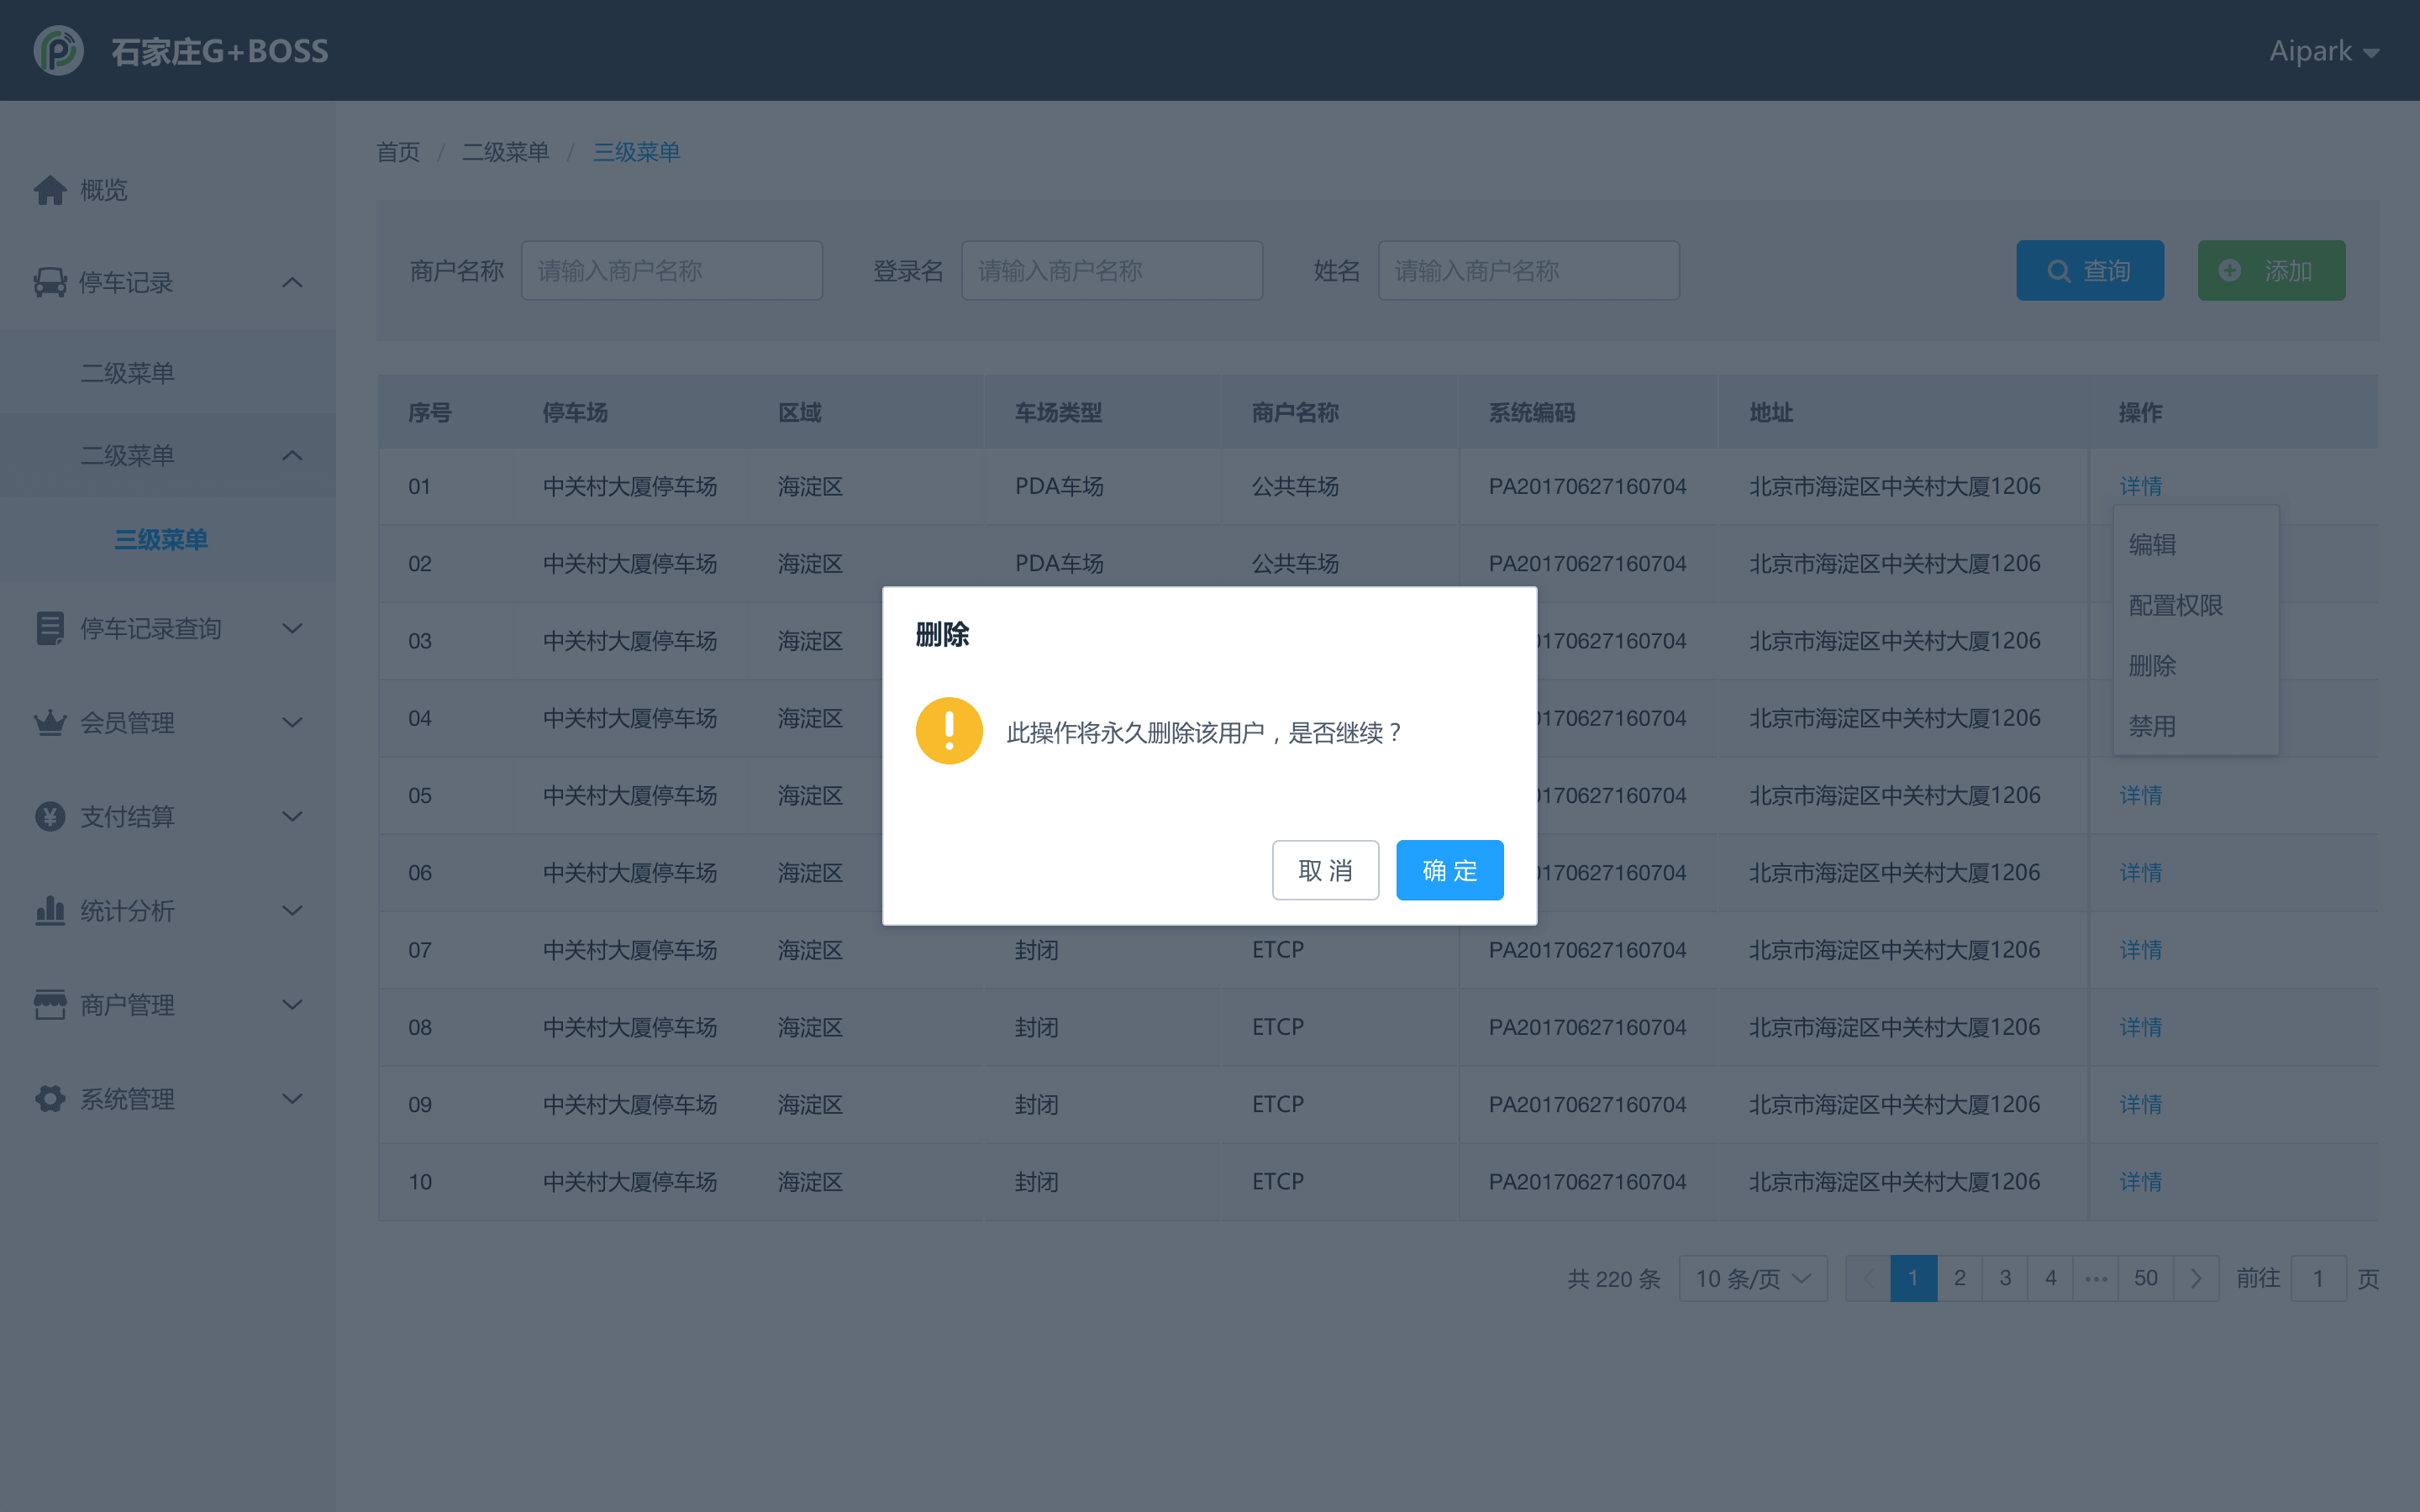 石家庄G+BOSS
Aipark
首页 / 二级菜单 / 三级菜单
概览
停车记录
二级菜单
二级菜单
三级菜单
停车记录查询
会员管理
支付结算
统计分析
商户管理
系统管理
商户名称 请输入商户名称 登录名 请输入商户名称 姓名 请输入商户名称 查询 添加
序号 停车场 区域 车场类型 商户名称 系统编码 地址 操作
01 中关村大厦停车场 海淀区 PDA车场 公共车场 PA20170627160704 北京市海淀区中关村大厦1206 详情
02 中关村大厦停车场 海淀区 PDA车场 公共车场 PA20170627160704 北京市海淀区中关村大厦1206
03 中关村大厦停车场 海淀区 0170627160704 北京市海淀区中关村大厦1206
04 中关村大厦停车场 海淀区 0170627160704 北京市海淀区中关村大厦1206
05 中关村大厦停车场 海淀区 0170627160704 北京市海淀区中关村大厦1206 详情
06 中关村大厦停车场 海淀区 0170627160704 北京市海淀区中关村大厦1206 详情
07 中关村大厦停车场 海淀区 封闭 ETCP PA20170627160704 北京市海淀区中关村大厦1206 详情
08 中关村大厦停车场 海淀区 封闭 ETCP PA20170627160704 北京市海淀区中关村大厦1206 详情
09 中关村大厦停车场 海淀区 封闭 ETCP PA20170627160704 北京市海淀区中关村大厦1206 详情
10 中关村大厦停车场 海淀区 封闭 ETCP PA20170627160704 北京市海淀区中关村大厦1206 详情
编辑
配置权限
删除
禁用
删除
此操作将永久删除该用户，是否继续？
取 消 确 定
共 220 条 10 条/页 1 2 3 4 ••• 50 前往 1 页